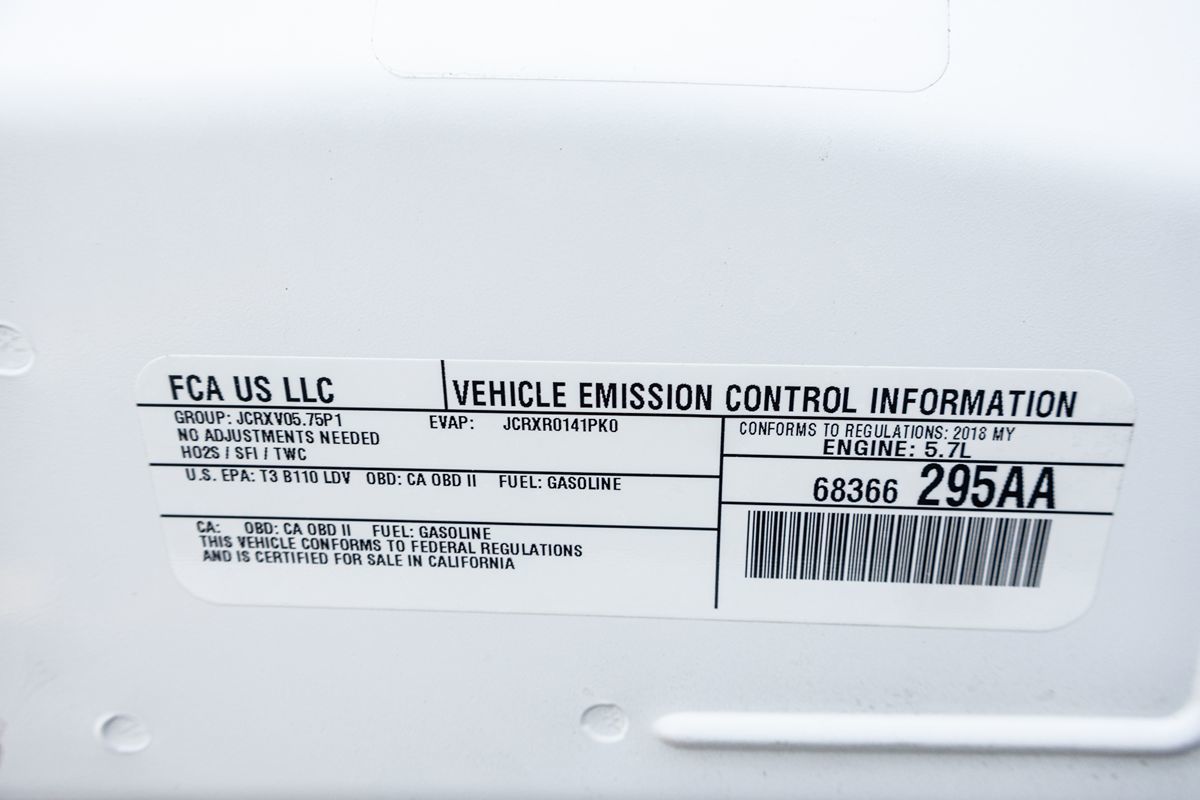 FCA US LLC
VEHICLE EMISSION CONTROL INFORMATION
GROUP: JCRXV05.75P1 EVAP: JCRXR0141PK0
NO ADJUSTMENTS NEEDED
HO2S / SFI / TWC
U.S. EPA: T3 B110 LDV OBD: CA OBD II FUEL: GASOLINE
CA: OBD: CA OBD II FUEL: GASOLINE
THIS VEHICLE CONFORMS TO FEDERAL REGULATIONS
AND IS CERTIFIED FOR SALE IN CALIFORNIA
CONFORMS TO REGULATIONS: 2018 MY
ENGINE: 5.7L
68366 295AA